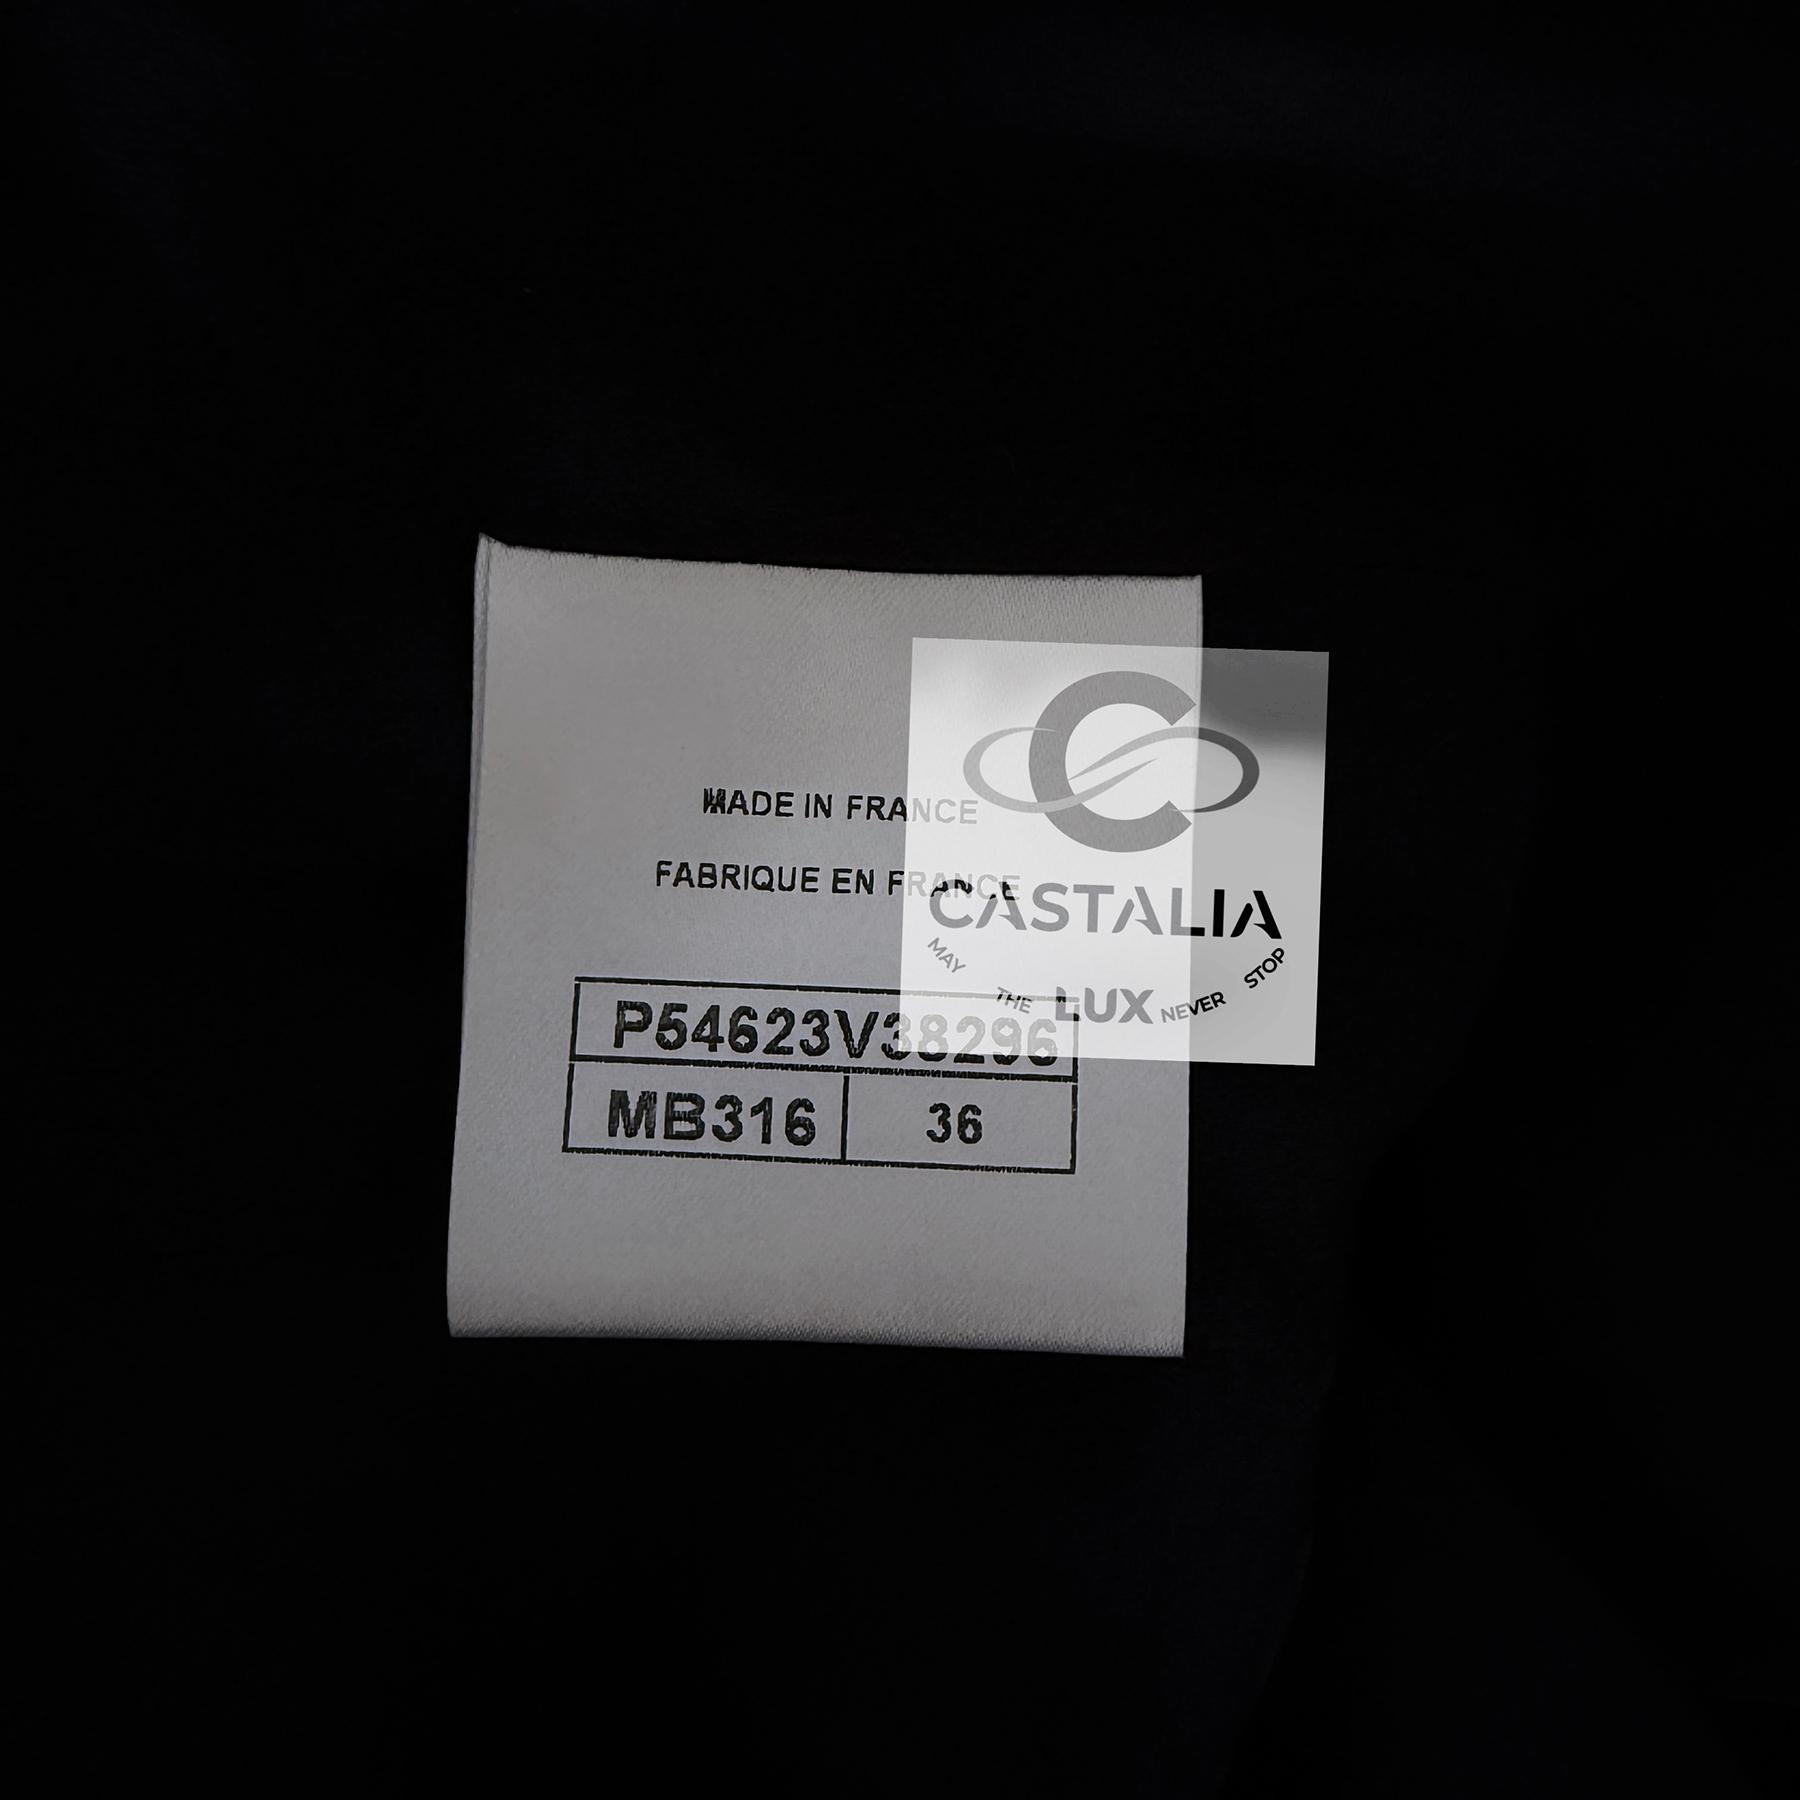 MADE IN FRANCE
FABRIQUE EN FRANCE
P54623V38296
MB316
36
CASTALIA
MAY THE LUX NEVER STOP